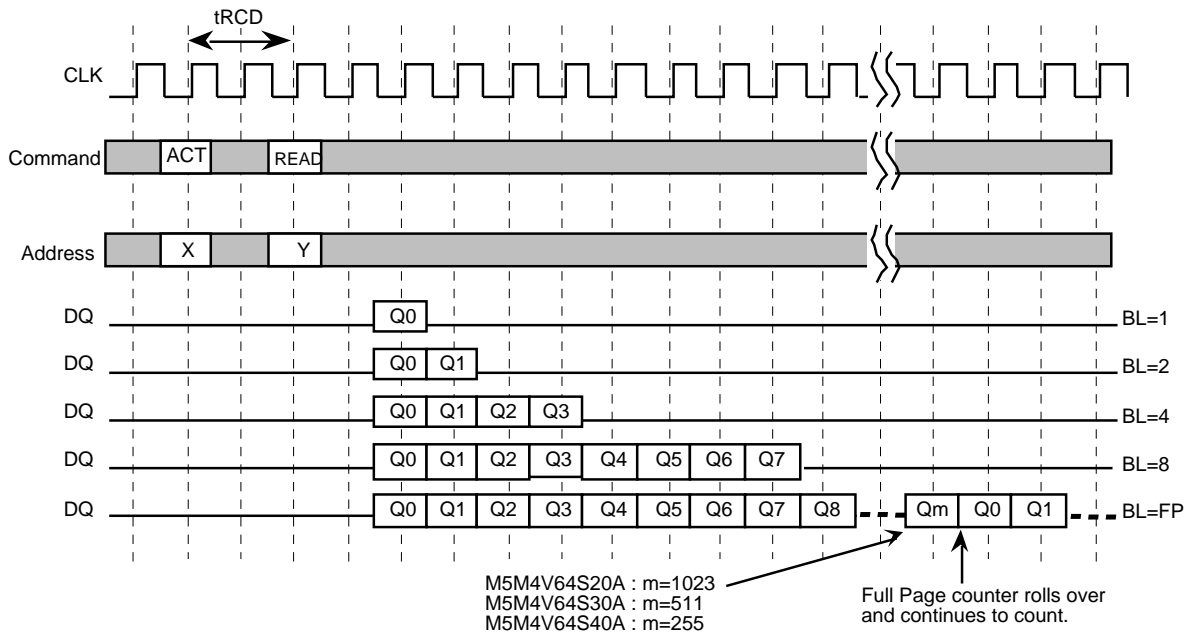 tRCD
CLK
Command ACT READ
Address X Y
DQ Q0 BL=1
DQ Q0 Q1 BL=2
DQ Q0 Q1 Q2 Q3 BL=4
DQ Q0 Q1 Q2 Q3 Q4 Q5 Q6 Q7 BL=8
DQ Q0 Q1 Q2 Q3 Q4 Q5 Q6 Q7 Q8 Qm Q0 Q1 BL=FP
M5M4V64S20A : m=1023
M5M4V64S30A : m=511
M5M4V64S40A : m=255
Full Page counter rolls over
and continues to count.